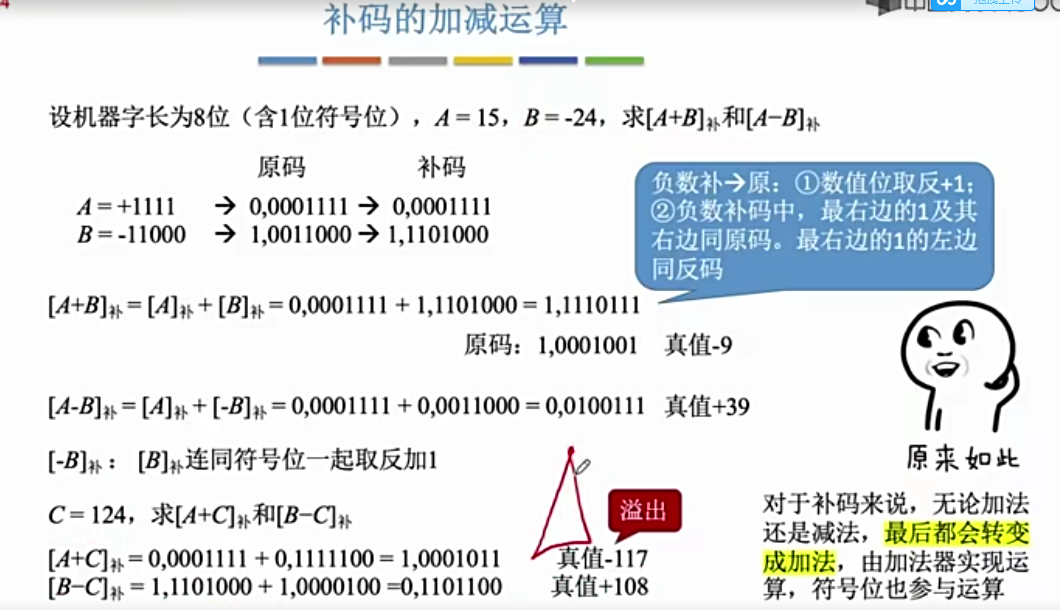 补码的加减运算
设机器字长为8位（含1位符号位），A = 15，B = -24，求[A+B]补和[A−B]补
原码 补码
A = +1111 → 0,0001111 → 0,0001111
B = -11000 → 1,0011000 → 1,1101000
负数补→原：①数值位取反+1；
②负数补码中，最右边的1及其
右边同原码。最右边的1的左边
同反码
[A+B]补 = [A]补 + [B]补 = 0,0001111 + 1,1101000 = 1,1110111
原码：1,0001001 真值-9
[A-B]补 = [A]补 + [-B]补 = 0,0001111 + 0,0011000 = 0,0100111 真值+39
[-B]补 ： [B]补连同符号位一起取反加1
原来如此
C = 124，求[A+C]补和[B−C]补
溢出
[A+C]补 = 0,0001111 + 0,1111100 = 1,0001011 真值-117
[B−C]补 = 1,1101000 + 1,0000100 =0,1101100 真值+108
对于补码来说，无论加法
还是减法，最后都会转变
成加法，由加法器实现运
算，符号位也参与运算